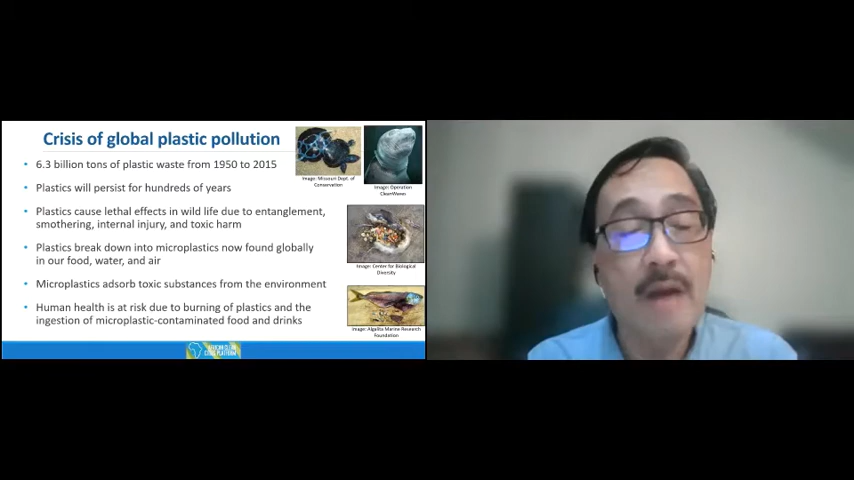 Crisis of global plastic pollution
• 6.3 billion tons of plastic waste from 1950 to 2015
• Plastics will persist for hundreds of years
• Plastics cause lethal effects in wild life due to entanglement,
smothering, internal injury, and toxic harm
• Plastics break down into microplastics now found globally
in our food, water, and air
• Microplastics adsorb toxic substances from the environment
• Human health is at risk due to burning of plastics and the
ingestion of microplastic-contaminated food and drinks
Image: Missouri Dept. of
Conservation
Image: Operation
CleanWaves
Image: Center for Biological
Diversity
Image: Algalita Marine Research
Foundation
AFRICAN CLEAN
CITIES PLATFORM